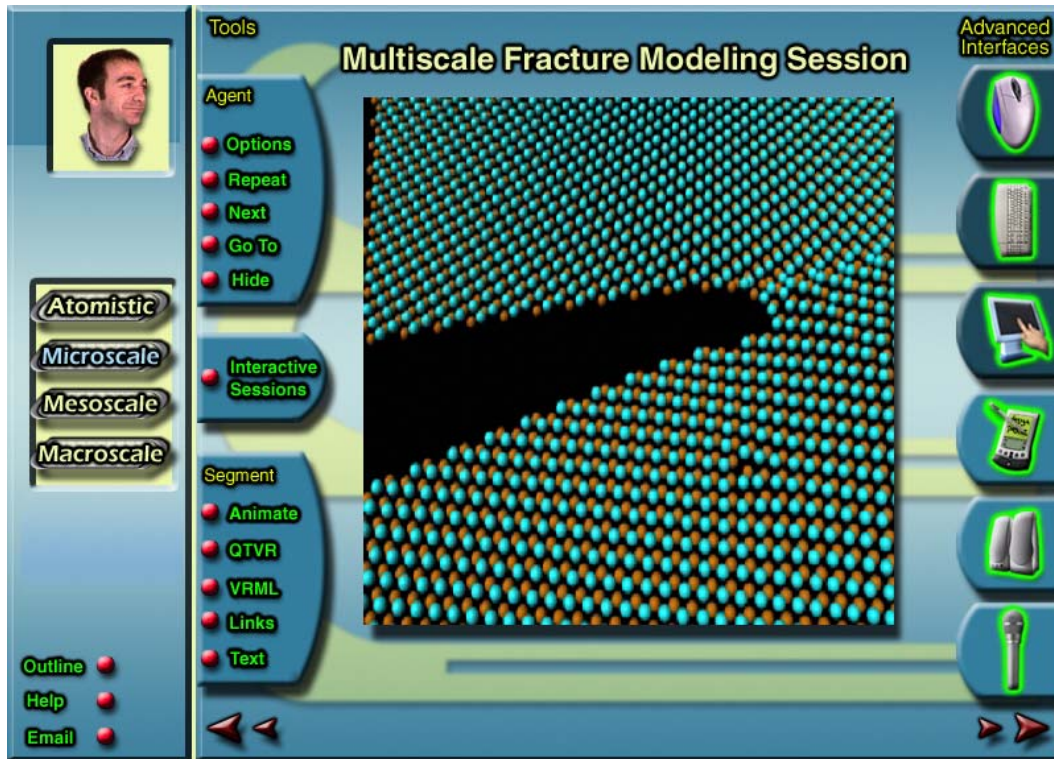 Tools
Multiscale Fracture Modeling Session
Advanced
Interfaces
Agent
Options
Repeat
Next
Go To
Hide
Atomistic
Microscale
Mesoscale
Macroscale
Interactive
Sessions
Segment
Animate
QTVR
VRML
Links
Text
Outline
Help
Email